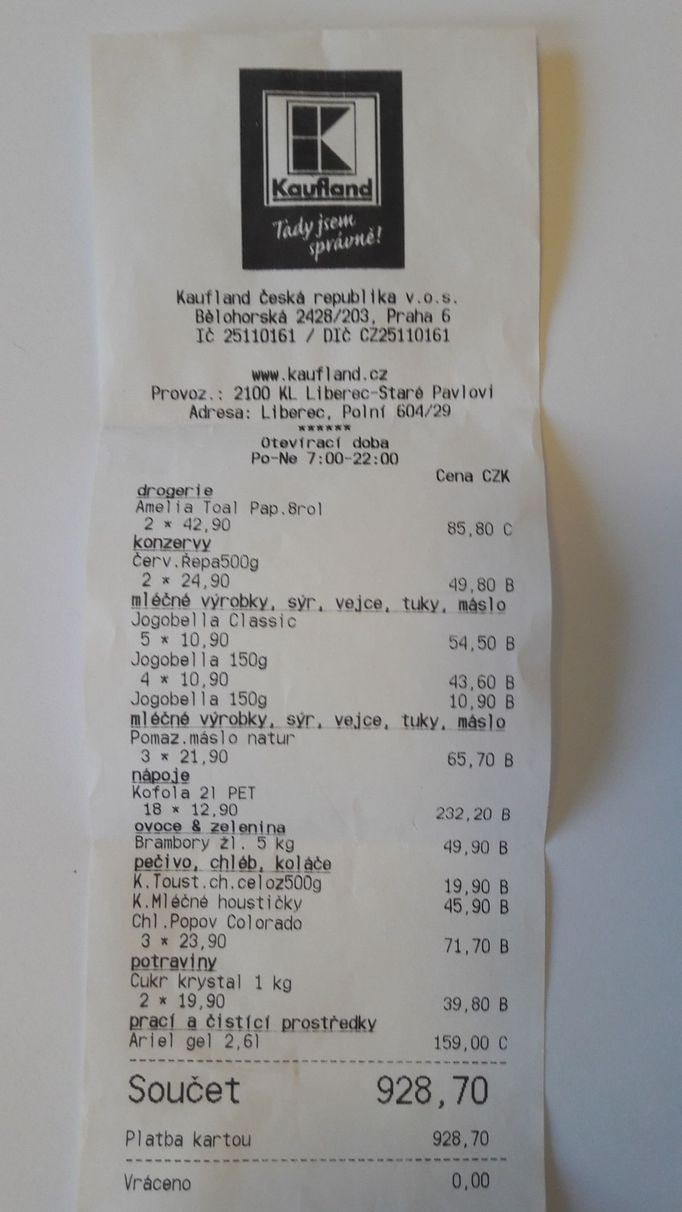 K
Kaufland
Tady jsem
správně!
Kaufland česká republika v.o.s.
Bělohorská 2428/203, Praha 6
IČ 25110161 / DIČ CZ25110161
www.kaufland.cz
Provoz.: 2100 KL Liberec-Staré Pavlovi
Adresa: Liberec, Polní 604/29
******
Otevírací doba
Po-Ne 7:00-22:00
Cena CZK
drogerie
Amelia Toal Pap.8rol
2 * 42,90 85,80 C
konzervy
Červ.Řepa500g
2 * 24,90 49,80 B
mléčné výrobky, sýr, vejce, tuky, máslo
Jogobella Classic
5 * 10,90 54,50 B
Jogobella 150g
4 * 10,90 43,60 B
Jogobella 150g 10,90 B
mléčné výrobky, sýr, vejce, tuky, máslo
Pomaz.máslo natur
3 * 21,90 65,70 B
nápoje
Kofola 2l PET
18 * 12,90 232,20 B
ovoce & zelenina
Brambory žl. 5 kg 49,90 B
pečivo, chléb, koláče
K.Toust.ch.celoz500g 19,90 B
K.Mléčné houstičky 45,90 B
Chl.Popov Colorado
3 * 23,90 71,70 B
potraviny
Cukr krystal 1 kg
2 * 19,90 39,80 B
prací a čistící prostředky
Ariel gel 2,6l 159,00 C
Součet 928,70
Platba kartou 928,70
Vráceno 0,00